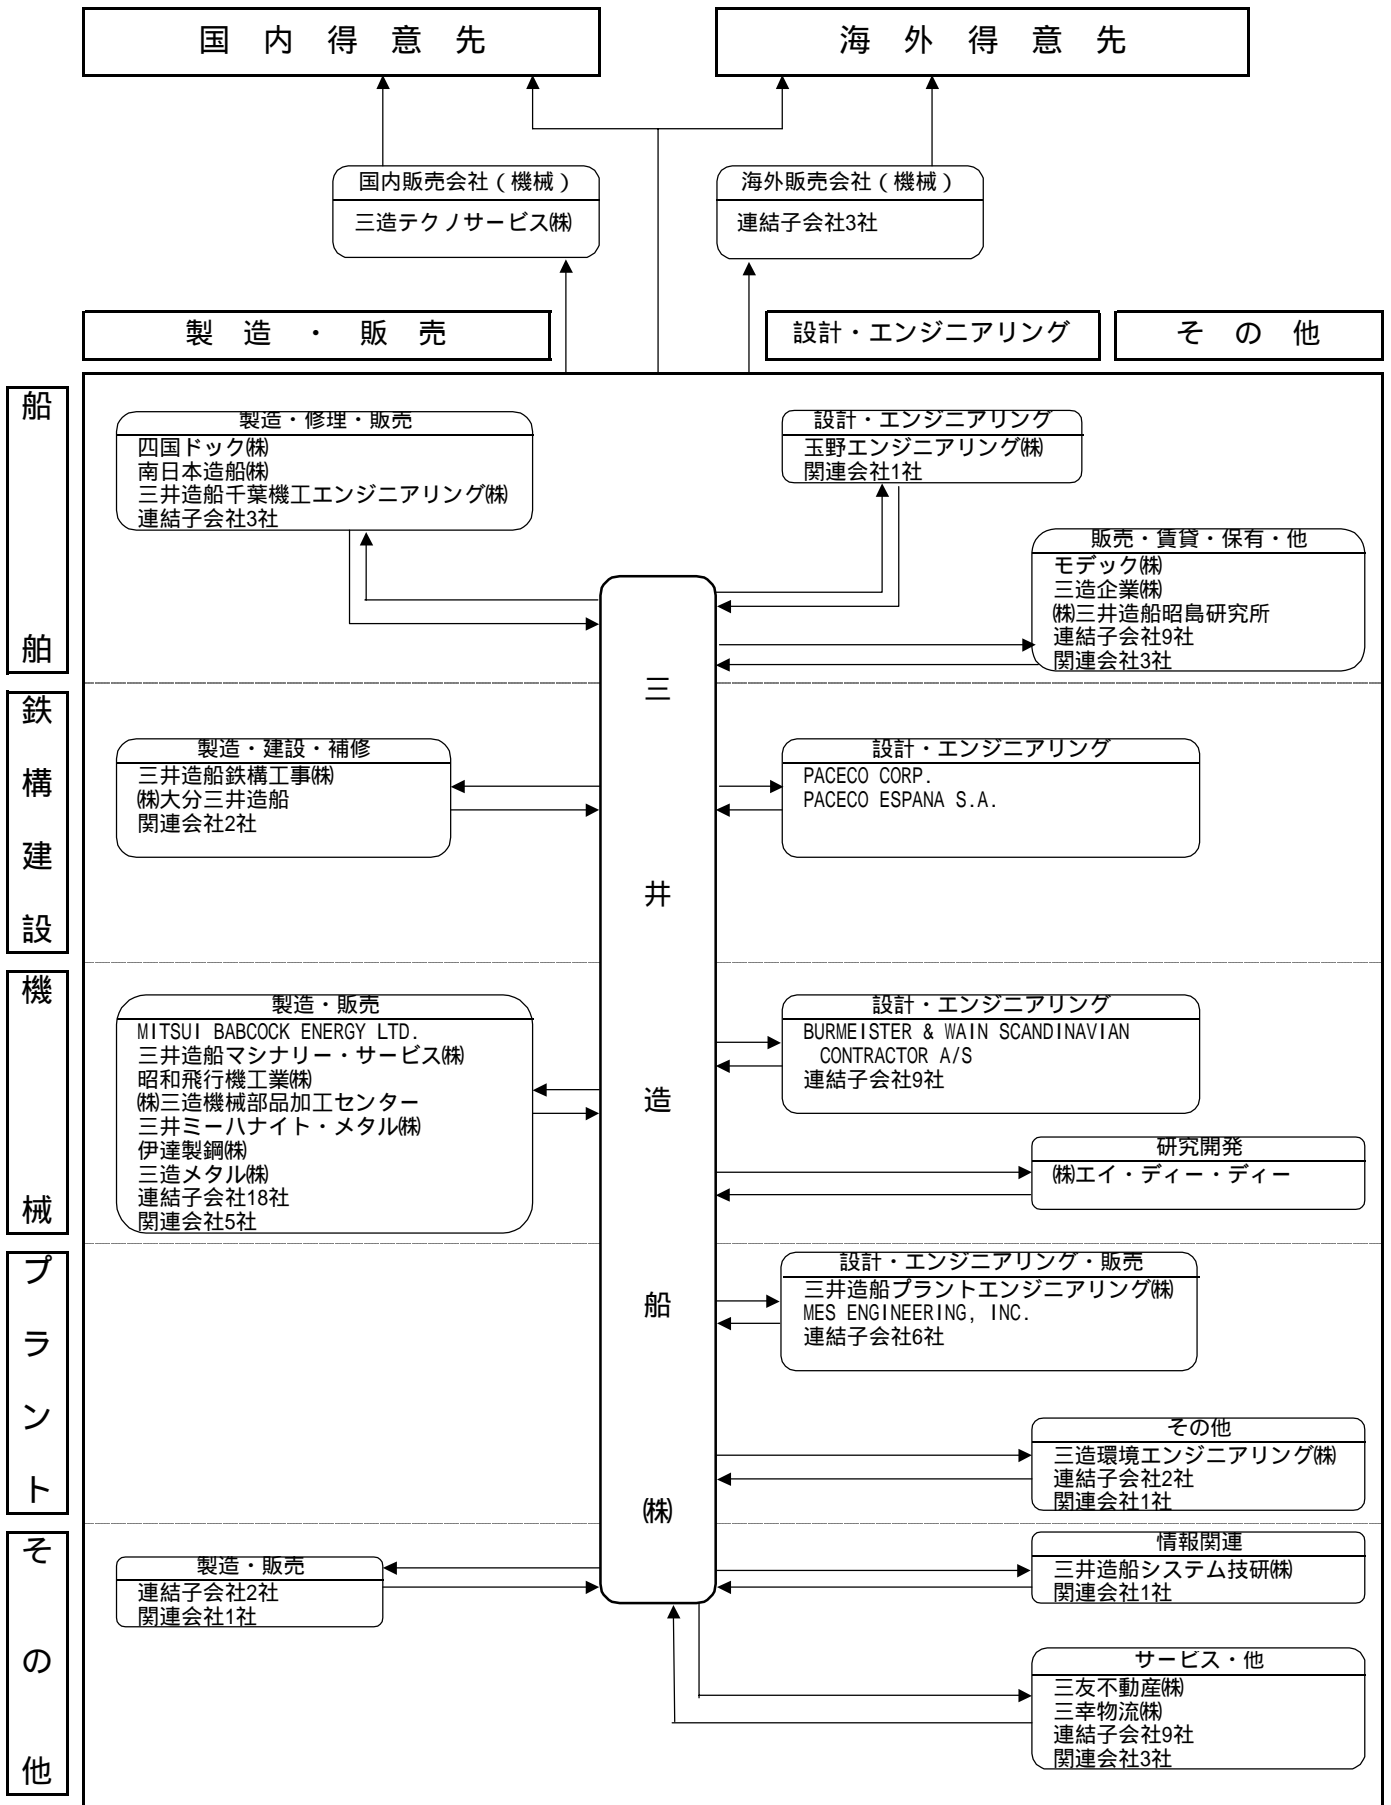 国内得意先
海外得意先
国内販売会社(機械)
三造テクノサービス㈱
海外販売会社(機械)
連結子会社3社
製造・販売
設計・エンジニアリング
その他
船舶
製造・修理・販売
四国ドック㈱
南日本造船㈱
三井造船千葉機工エンジニアリング㈱
連結子会社3社
設計・エンジニアリング
玉野エンジニアリング㈱
関連会社1社
販売・賃貸・保有・他
モデック㈱
三造企業㈱
㈱三井造船昭島研究所
連結子会社9社
関連会社3社
三井造船㈱
鉄構建設
製造・建設・補修
三井造船鉄構工事㈱
㈱大分三井造船
関連会社2社
設計・エンジニアリング
PACECO CORP.
PACECO ESPANA S.A.
機械
製造・販売
MITSUI BABCOCK ENERGY LTD.
三井造船マシナリー・サービス㈱
昭和飛行機工業㈱
㈱三造機械部品加工センター
三井ミーハナイト・メタル㈱
伊達製鋼㈱
三造メタル㈱
連結子会社18社
関連会社5社
設計・エンジニアリング
BURMEISTER & WAIN SCANDINAVIAN
CONTRACTOR A/S
連結子会社9社
研究開発
㈱エイ・ディー・ディー
プラント
設計・エンジニアリング・販売
三井造船プラントエンジニアリング㈱
MES ENGINEERING, INC.
連結子会社6社
その他
三造環境エンジニアリング㈱
連結子会社2社
関連会社1社
その他
製造・販売
連結子会社2社
関連会社1社
情報関連
三井造船システム技研㈱
関連会社1社
サービス・他
三友不動産㈱
三幸物流㈱
連結子会社9社
関連会社3社